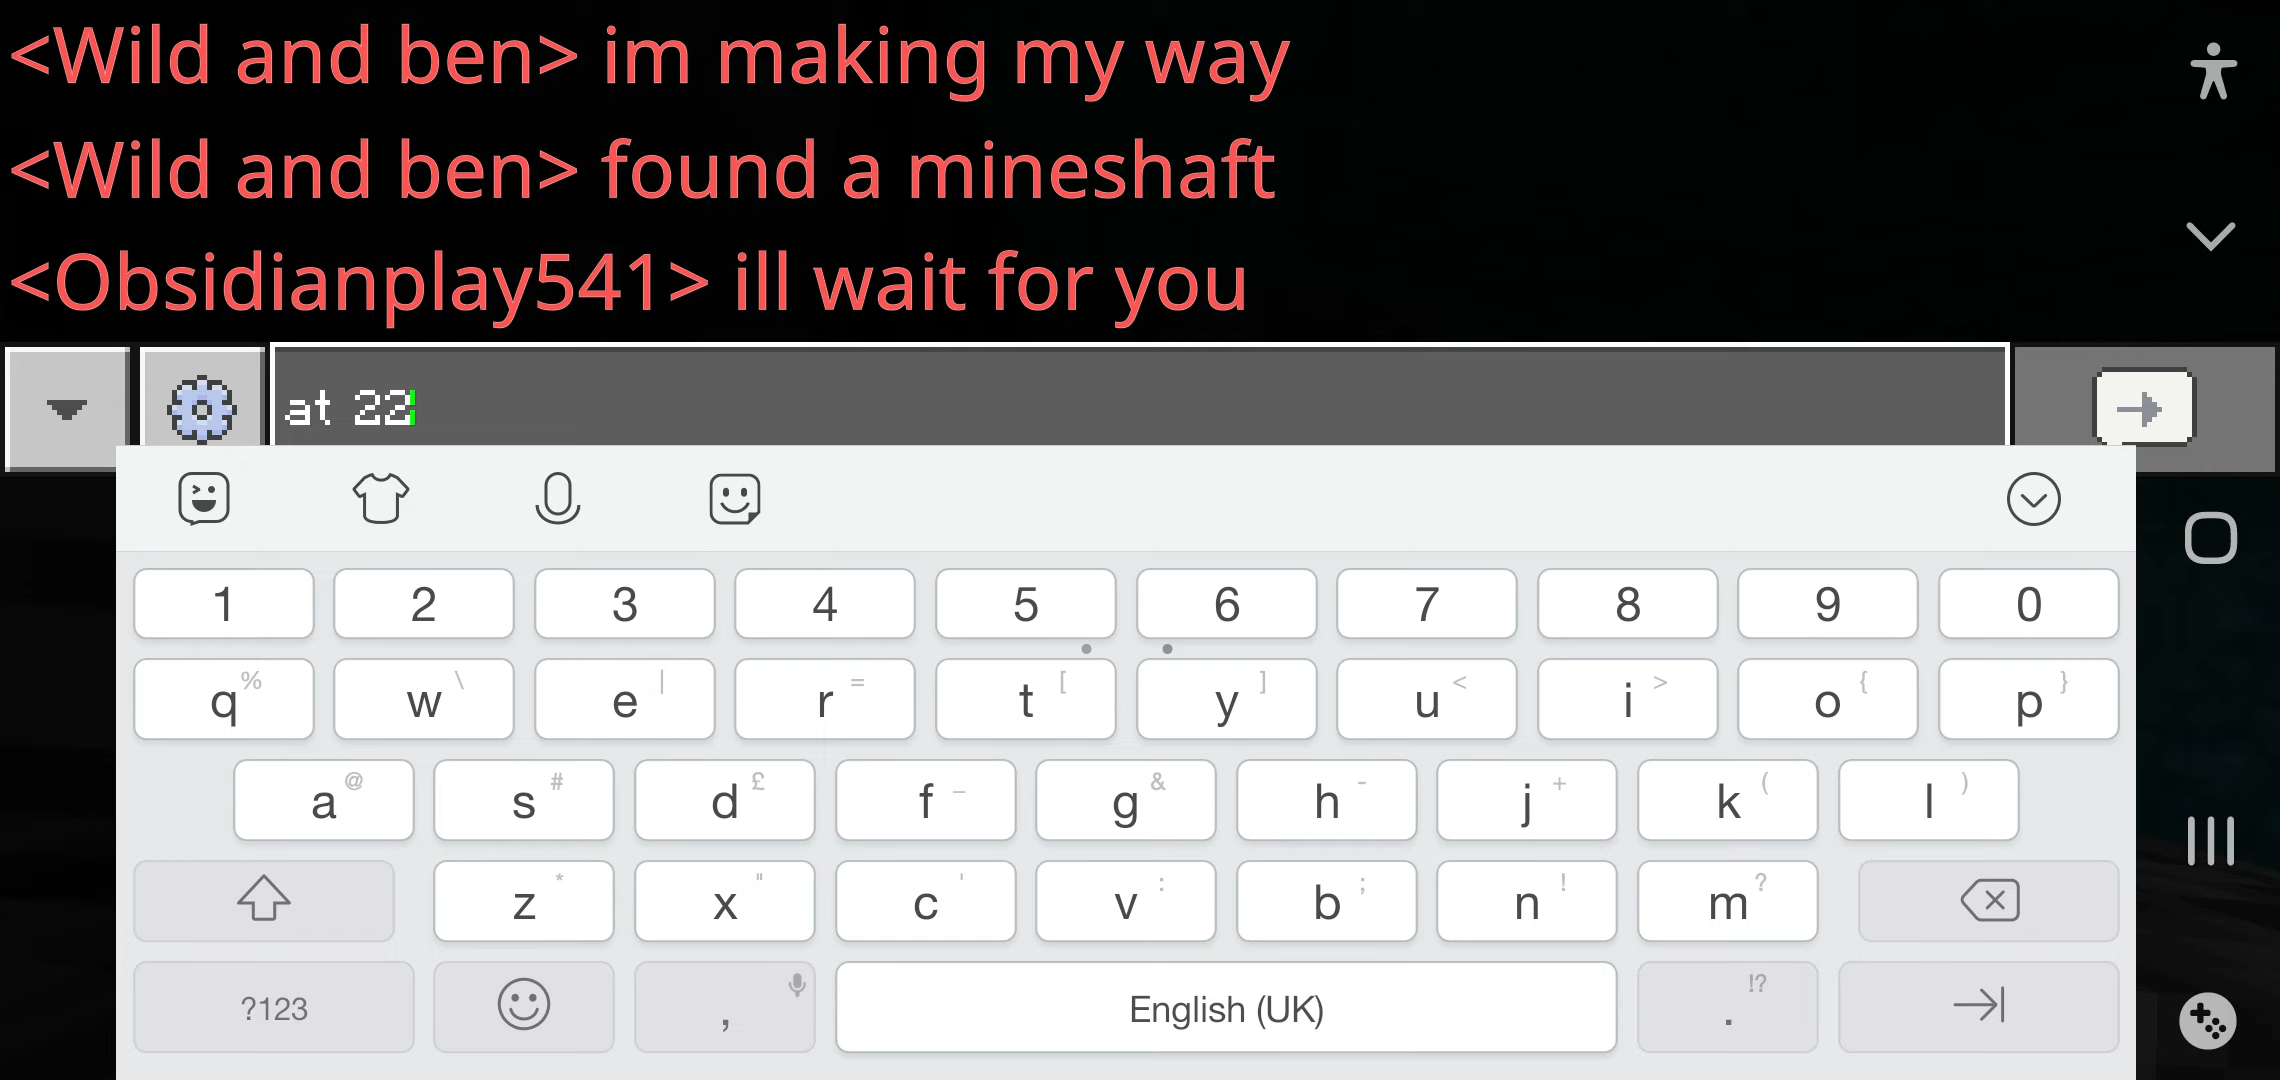 <Wild and ben> im making my way
<Wild and ben> found a mineshaft
<Obsidianplay541> ill wait for you
at 22
1 2 3 4 5 6 7 8 9 0
q% w\ e| r= t[ y] u< i> o{ p}
a@ s# d£ f_ g& h- j+ k( l)
z* x" c' v: b; n! m?
?123 , English (UK) . !?